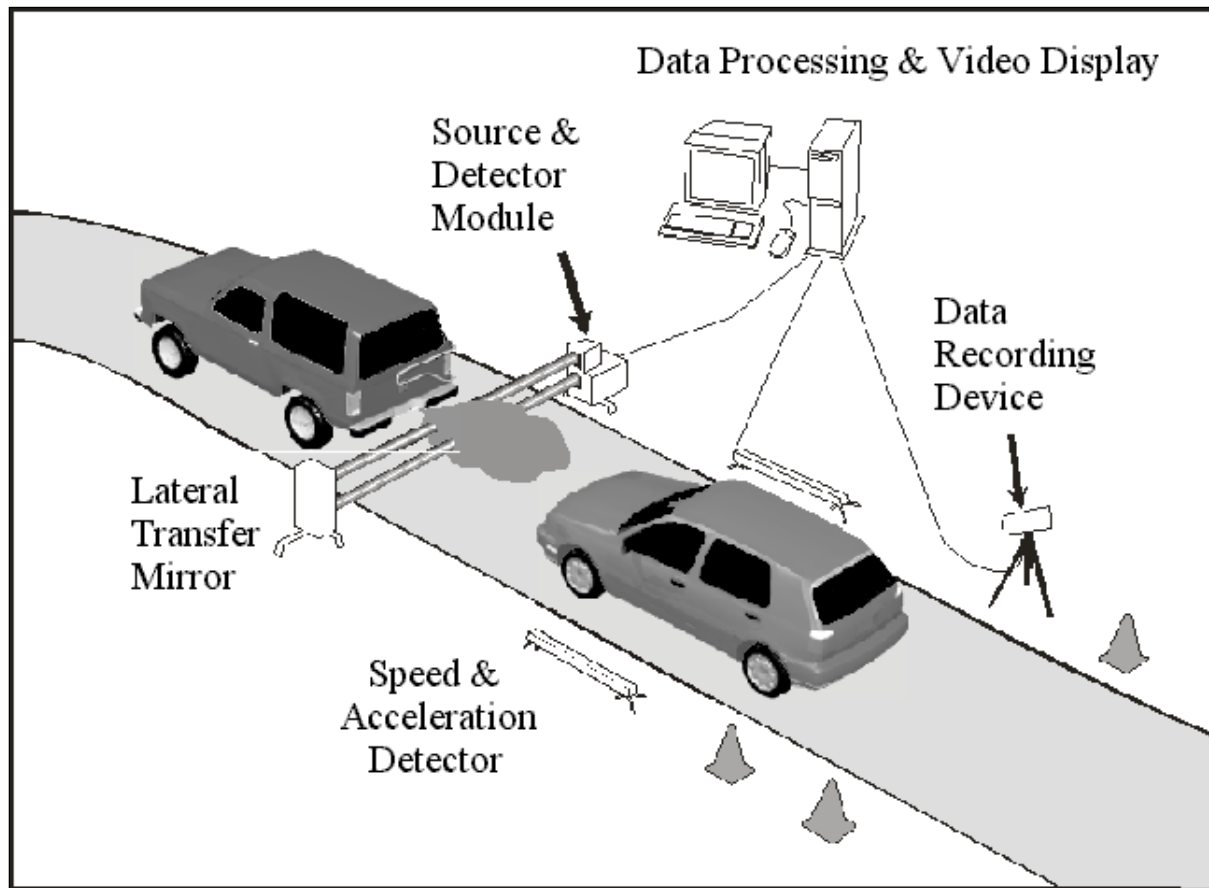 Data Processing & Video Display
Source &
Detector
Module
Data
Recording
Device
Lateral
Transfer
Mirror
Speed &
Acceleration
Detector